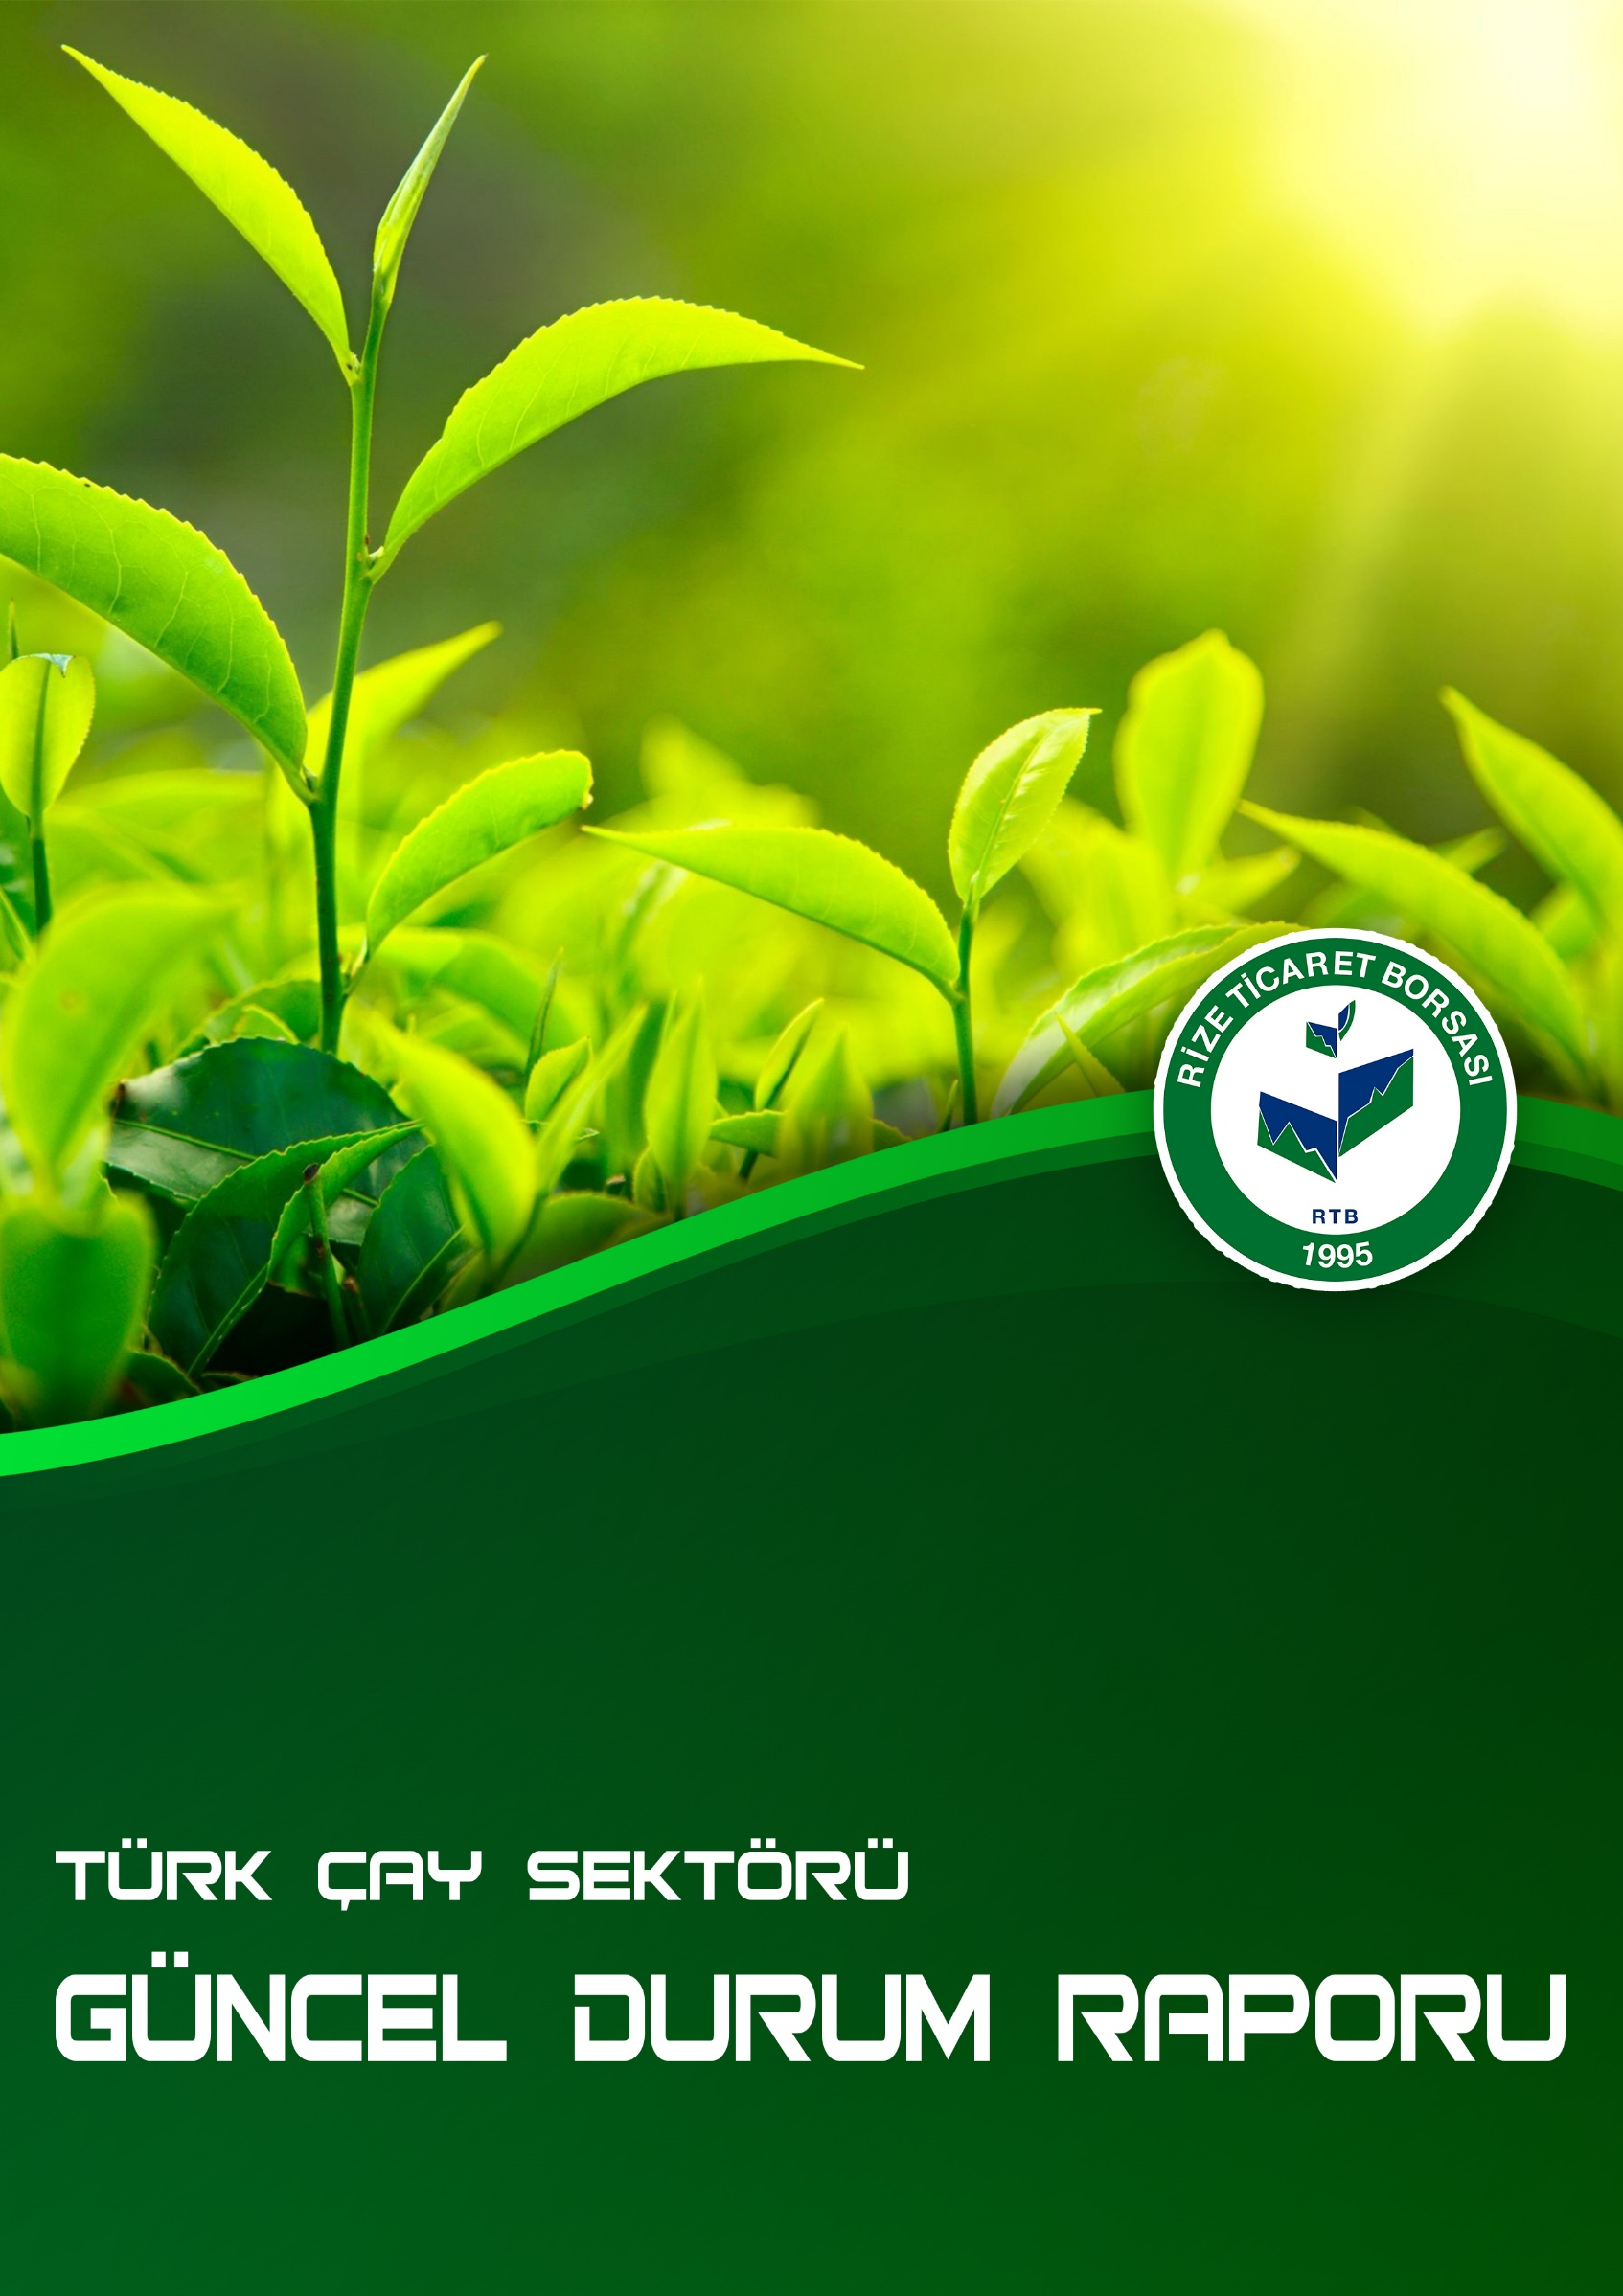 RİZE TİCARET BORSASI
RTB
1995
TÜRK ÇAY SEKTÖRÜ
GÜNCEL DURUM RAPORU